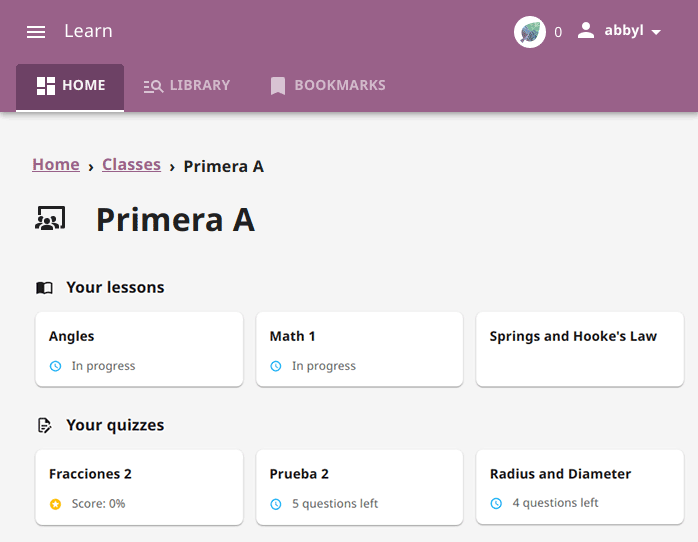 Learn
0 abbyl
HOME LIBRARY BOOKMARKS
Home › Classes › Primera A
Primera A
Your lessons
Angles Math 1 Springs and Hooke's Law
In progress In progress
Your quizzes
Fracciones 2 Prueba 2 Radius and Diameter
Score: 0% 5 questions left 4 questions left